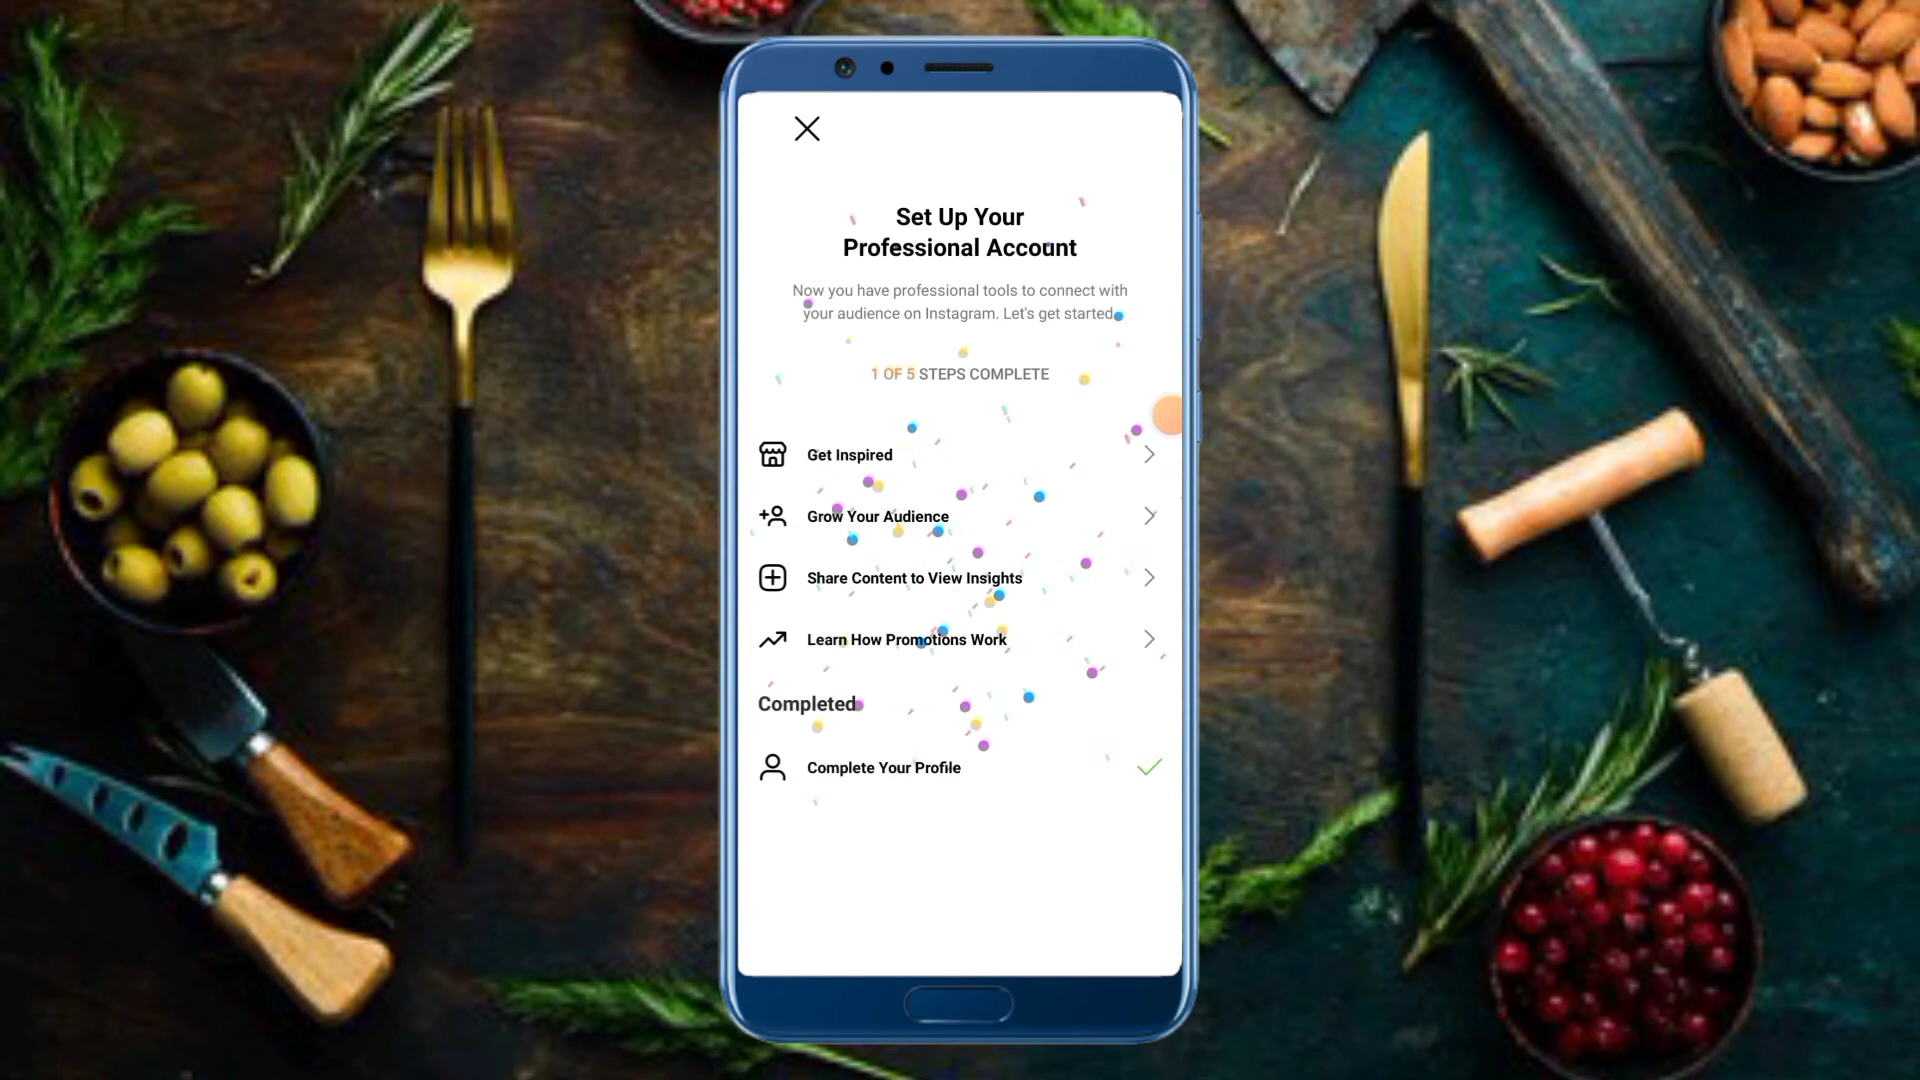 Set Up Your
Professional Account
Now you have professional tools to connect with
your audience on Instagram. Let's get started.
1 OF 5 STEPS COMPLETE
Get Inspired
Grow Your Audience
Share Content to View Insights
Learn How Promotions Work
Completed
Complete Your Profile